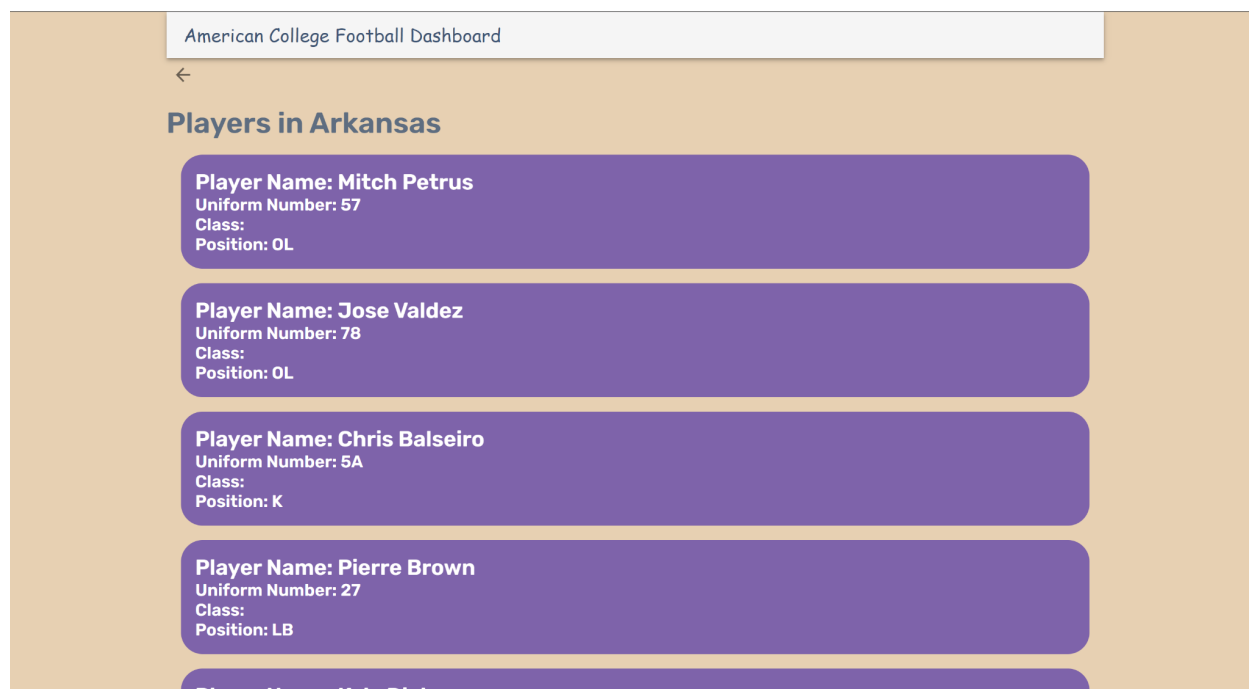 American College Football Dashboard
Players in Arkansas
Player Name: Mitch Petrus
Uniform Number: 57
Class:
Position: OL
Player Name: Jose Valdez
Uniform Number: 78
Class:
Position: OL
Player Name: Chris Balseiro
Uniform Number: 5A
Class:
Position: K
Player Name: Pierre Brown
Uniform Number: 27
Class:
Position: LB